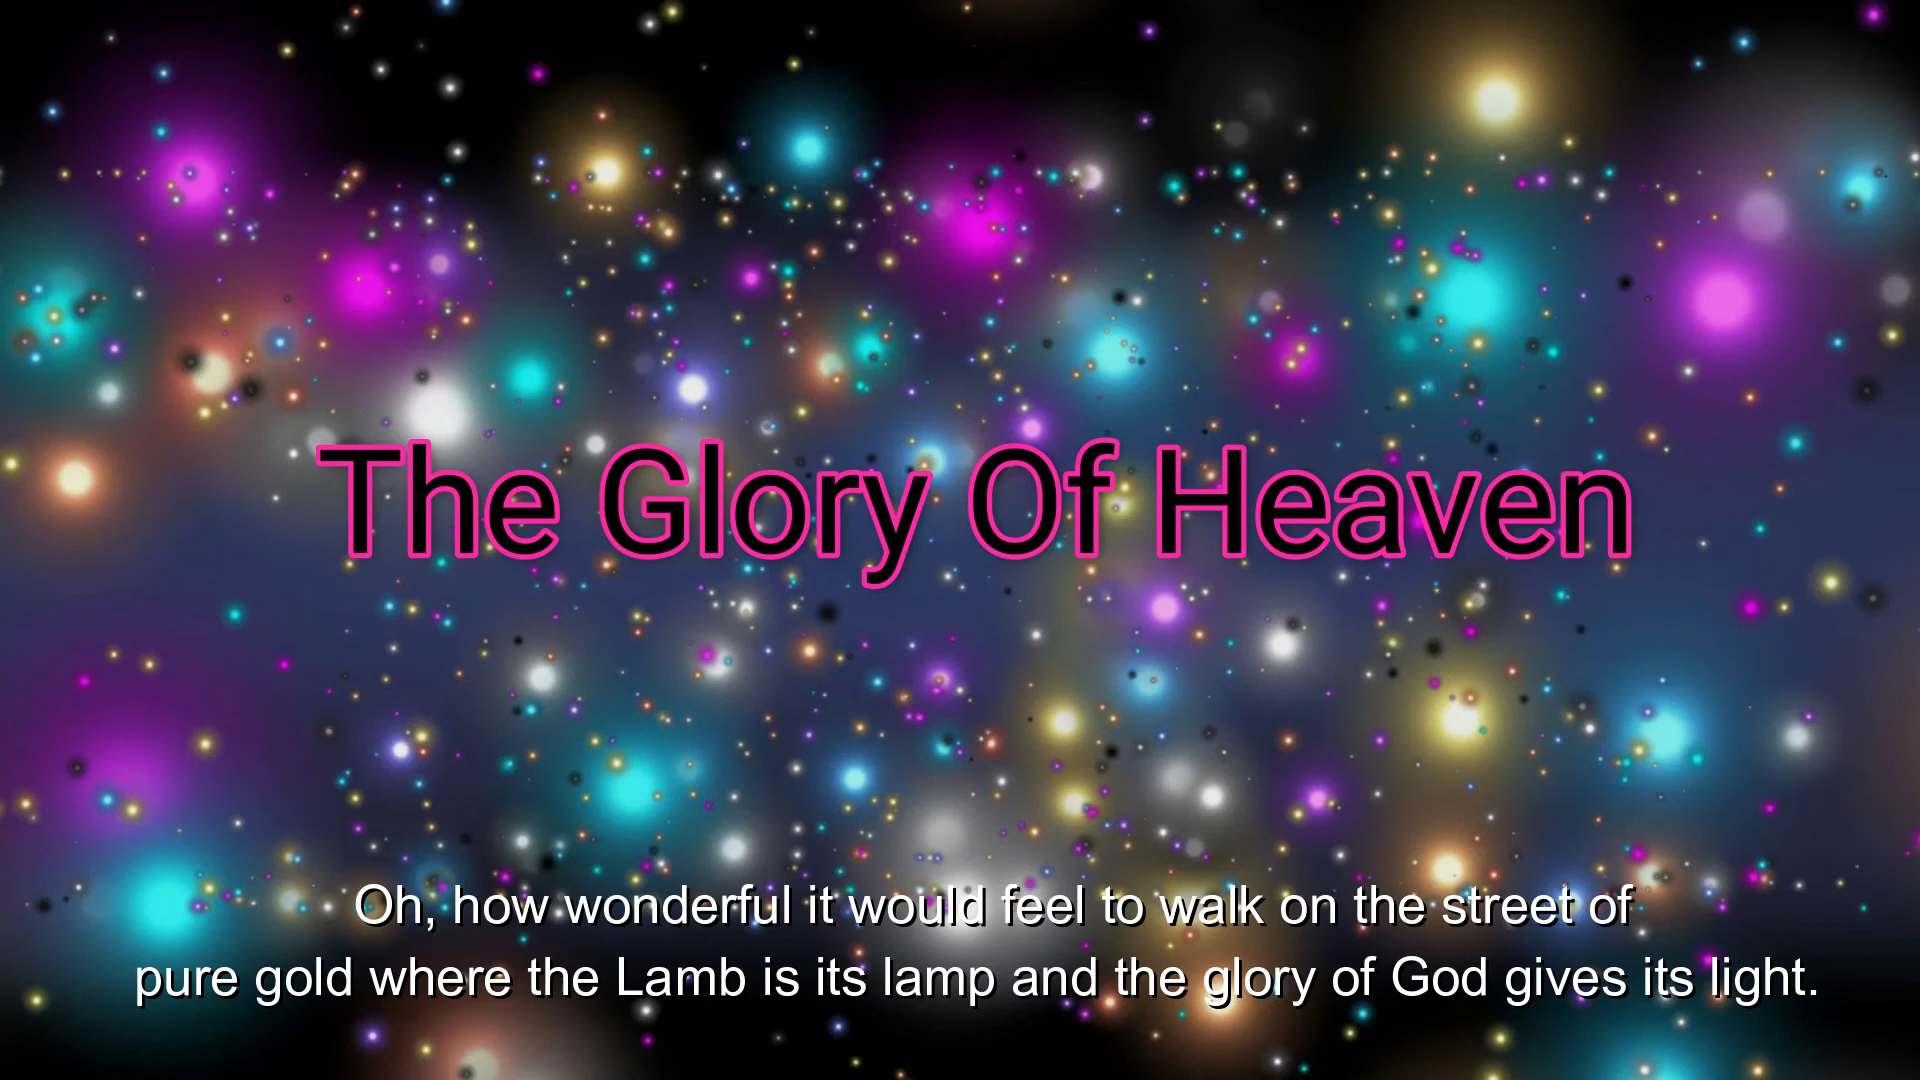 The Glory Of Heaven
Oh, how wonderful it would feel to walk on the street of
pure gold where the Lamb is its lamp and the glory of God gives its light.